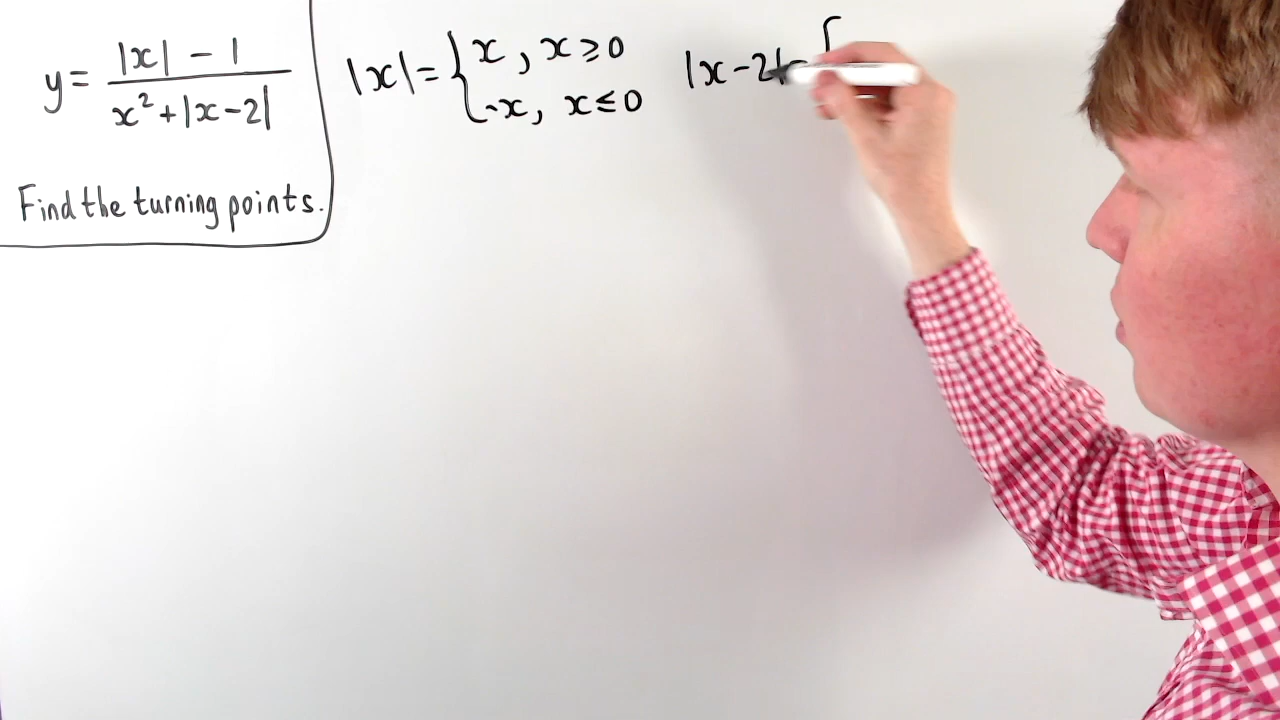 y = |x| - 1 / x² + |x-2|
Find the turning points.
|x| = { x , x ≥ 0
-x, x ≤ 0
|x-2| = {